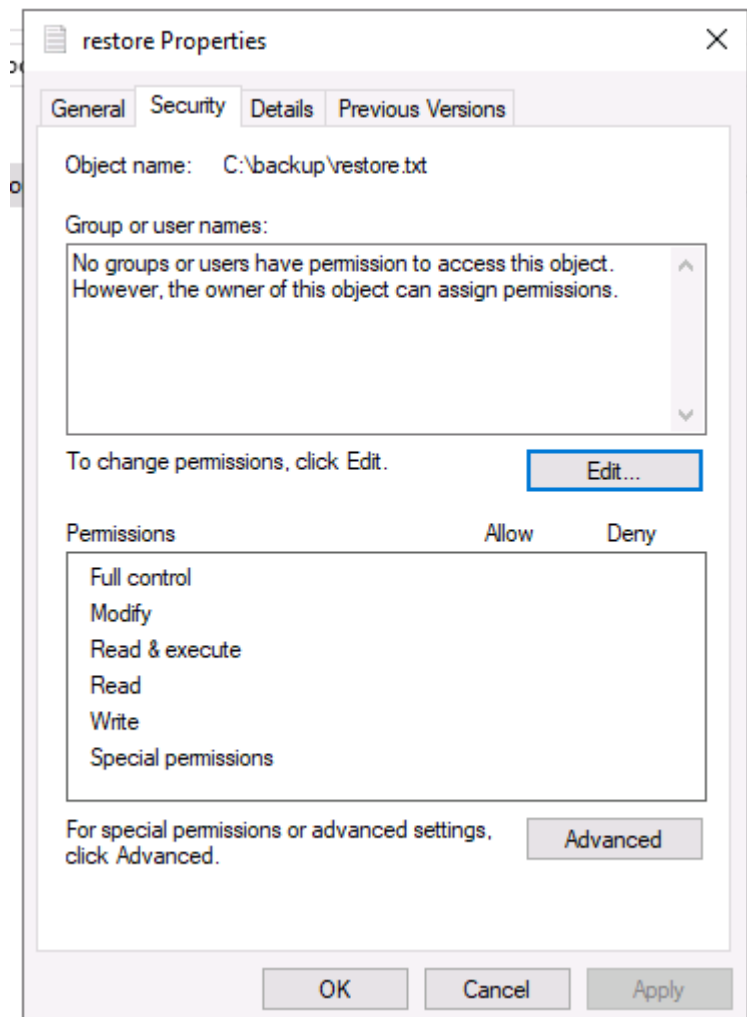 restore Properties
General Security Details Previous Versions
Object name: C:\backup\restore.txt
Group or user names:
No groups or users have permission to access this object.
However, the owner of this object can assign permissions.
To change permissions, click Edit.
Edit...
Permissions Allow Deny
Full control
Modify
Read & execute
Read
Write
Special permissions
For special permissions or advanced settings,
click Advanced.
Advanced
OK Cancel Apply